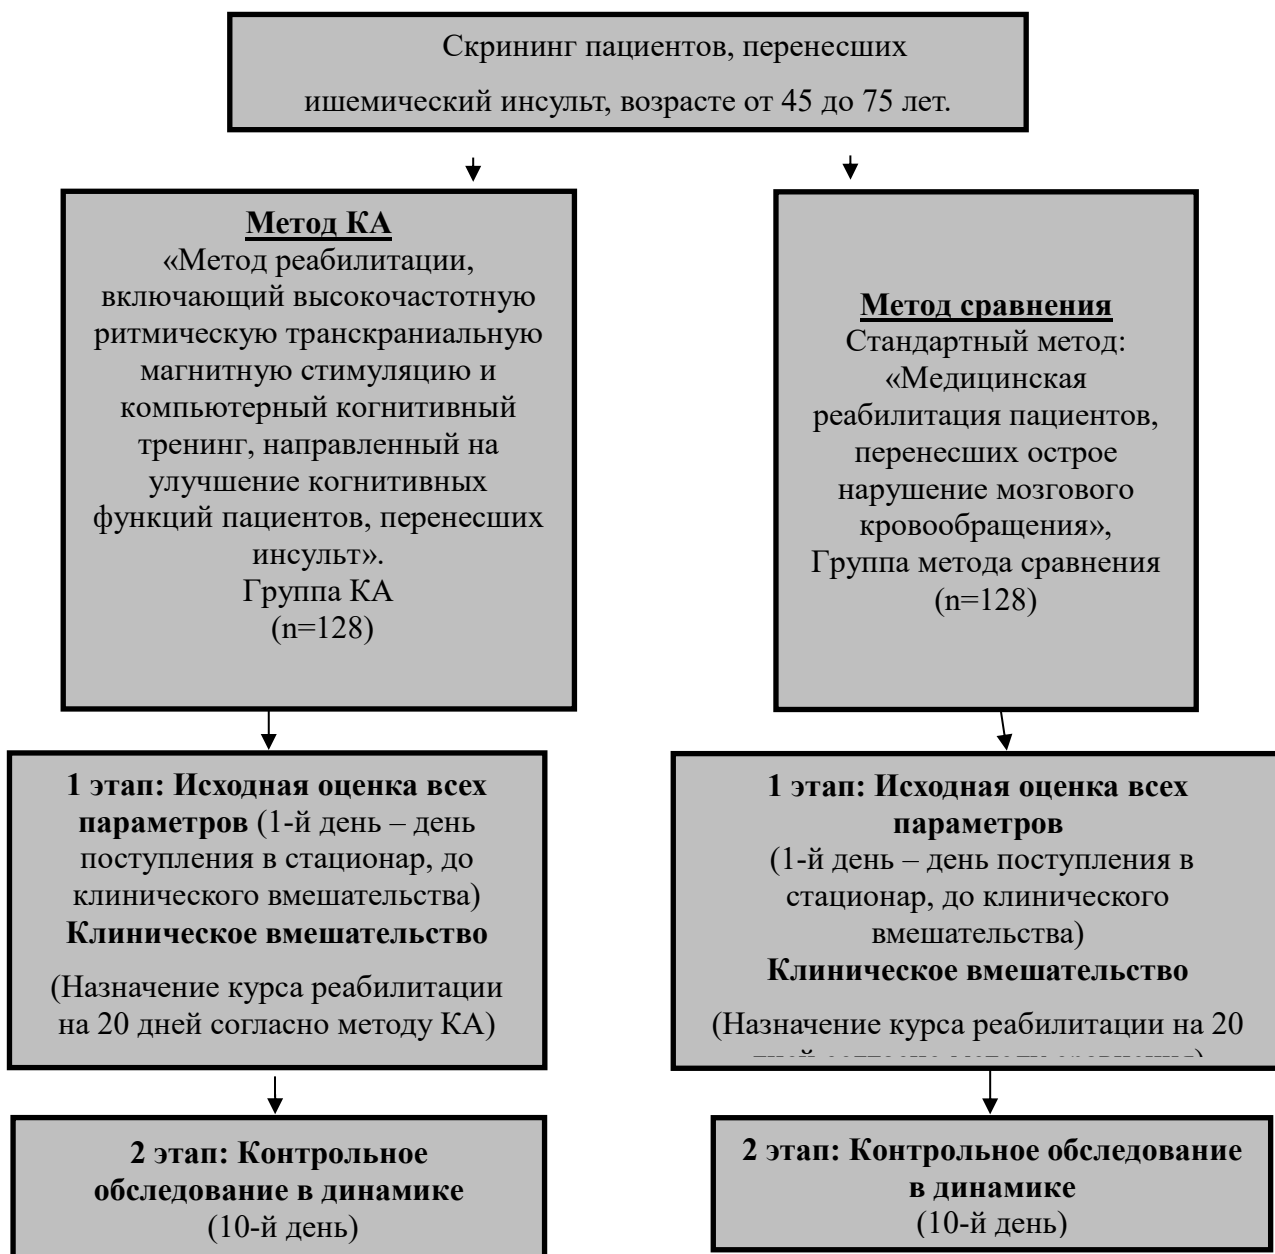 Скрининг пациентов, перенесших
ишемический инсульт, возрасте от 45 до 75 лет.
Метод КА
«Метод реабилитации,
включающий высокочастотную
ритмическую транскраниальную
магнитную стимуляцию и
компьютерный когнитивный
тренинг, направленный на
улучшение когнитивных
функций пациентов, перенесших
инсульт».
Группа КА
(n=128)
Метод сравнения
Стандартный метод:
«Медицинская
реабилитация пациентов,
перенесших острое
нарушение мозгового
кровообращения»,
Группа метода сравнения
(n=128)
1 этап: Исходная оценка всех
параметров (1-й день – день
поступления в стационар, до
клинического вмешательства)
Клиническое вмешательство
(Назначение курса реабилитации
на 20 дней согласно методу КА)
1 этап: Исходная оценка всех
параметров
(1-й день – день поступления в
стационар, до клинического
вмешательства)
Клиническое вмешательство
(Назначение курса реабилитации на 20
2 этап: Контрольное
обследование в динамике
(10-й день)
2 этап: Контрольное обследование
в динамике
(10-й день)